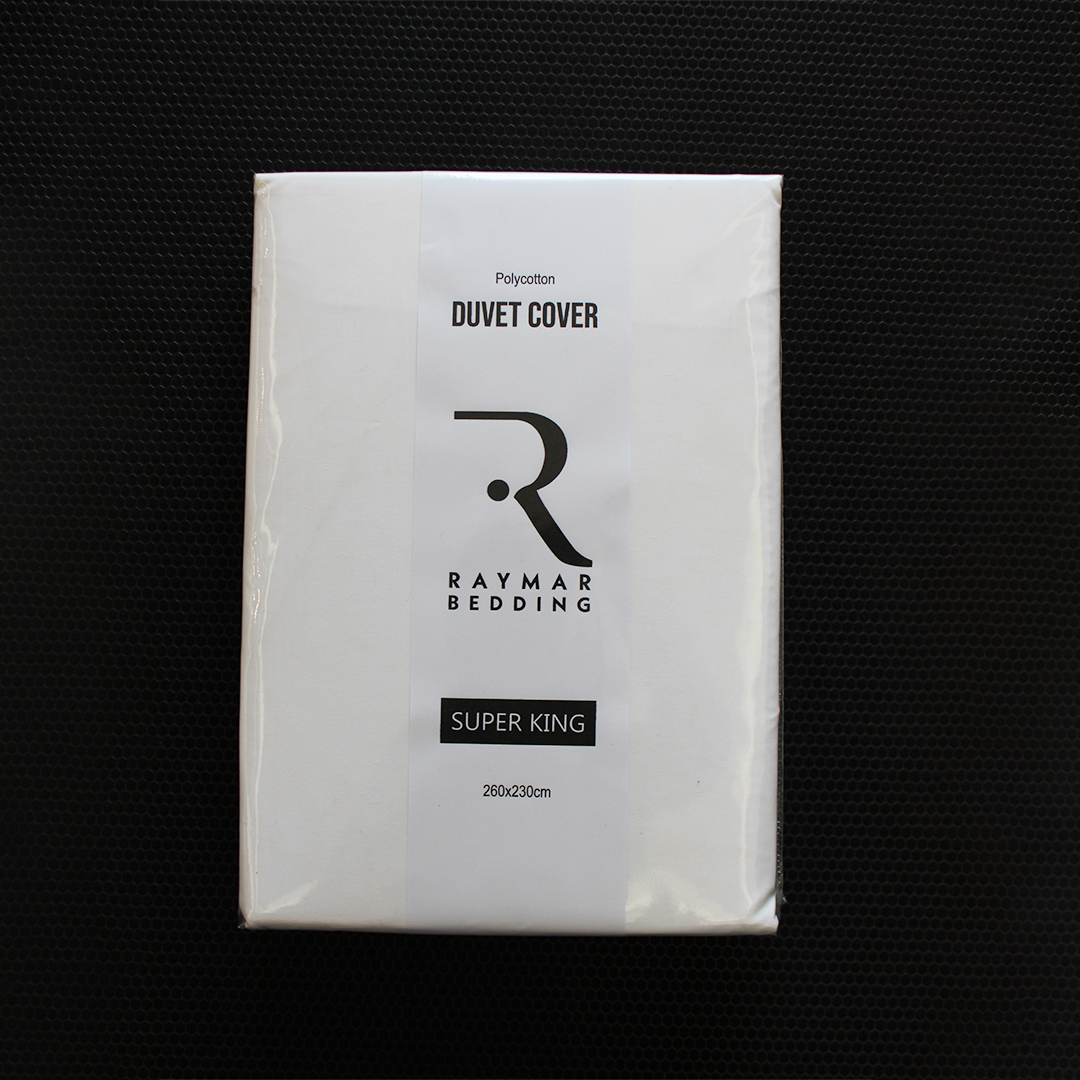 Polycotton
DUVET COVER
R
RAYMAR
BEDDING
SUPER KING
260x230cm